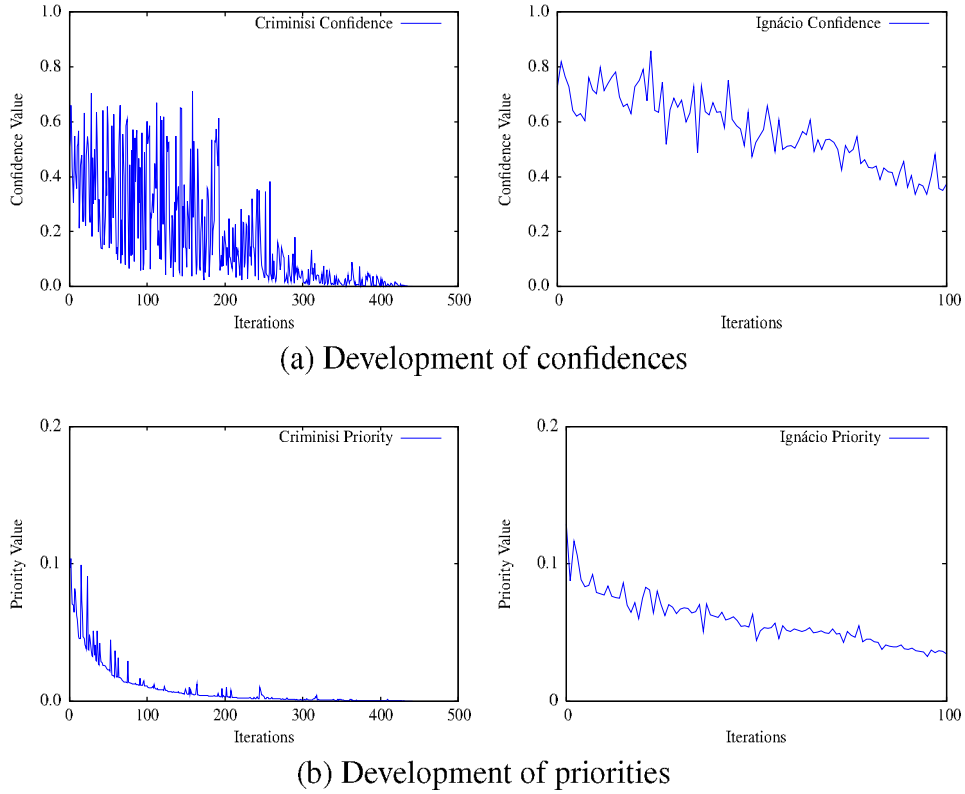 1.0
0.8
0.6
0.4
0.2
0.0
Confidence Value
Criminisi Confidence
0 100 200 300 400 500
Iterations
1.0
0.8
0.6
0.4
0.2
0.0
Confidence Value
Ignácio Confidence
0 100
Iterations
(a) Development of confidences
0.2
0.1
0.0
Priority Value
Criminisi Priority
0 100 200 300 400 500
Iterations
0.2
0.1
0.0
Priority Value
Ignácio Priority
0 100
Iterations
(b) Development of priorities